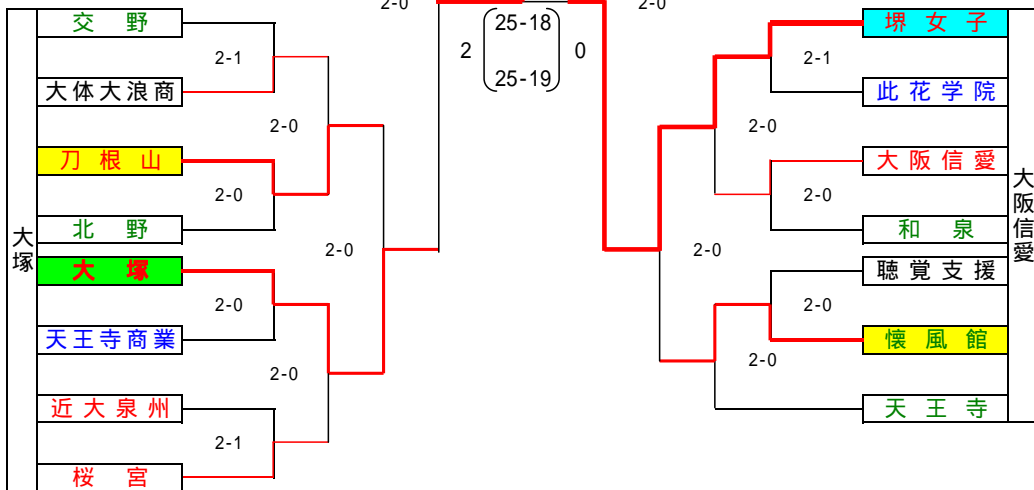 2-0
2-0
25-18
2
0
25-19
大塚
交野
2-1
大体大浪商
2-0
刀根山
2-0
北野
2-0
大塚
2-0
天王寺商業
2-0
近大泉州
2-1
桜宮
堺女子
2-1
此花学院
2-0
大阪信愛
2-0
和泉
2-0
聴覚支援
2-0
懐風館
2-0
天王寺
大阪信愛